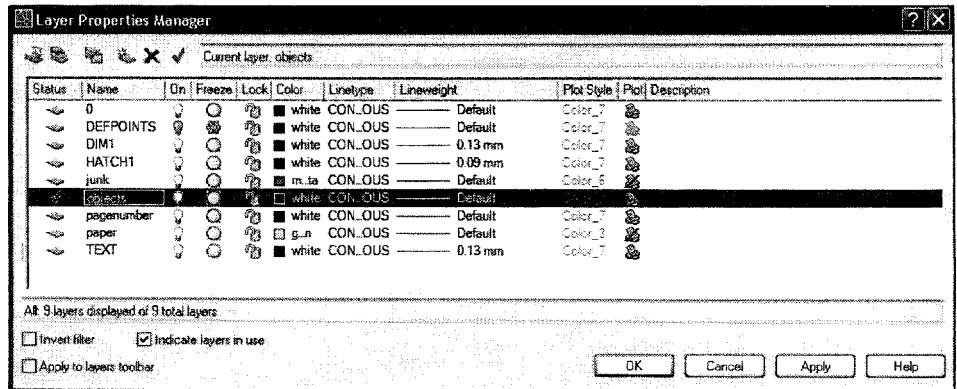 Layer Properties Manager
Current layer: objects
Status Name On Freeze Lock Color Linetype Lineweight Plot Style Plot Description
0 white CON...OUS Default Color_7
DEFPOINTS white CON...OUS Default Color_7
DIM1 white CON...OUS 0.13 mm Color_7
HATCH1 white CON...OUS 0.09 mm Color_7
junk m...ta CON...OUS Default Color_6
objects white CON...OUS Default Color_7
pagenumber white CON...OUS Default Color_7
paper g...n CON...OUS Default Color_3
TEXT white CON...OUS 0.13 mm Color_7
All: 9 layers displayed of 9 total layers
Invert filter Indicate layers in use
Apply to layers toolbar OK Cancel Apply Help